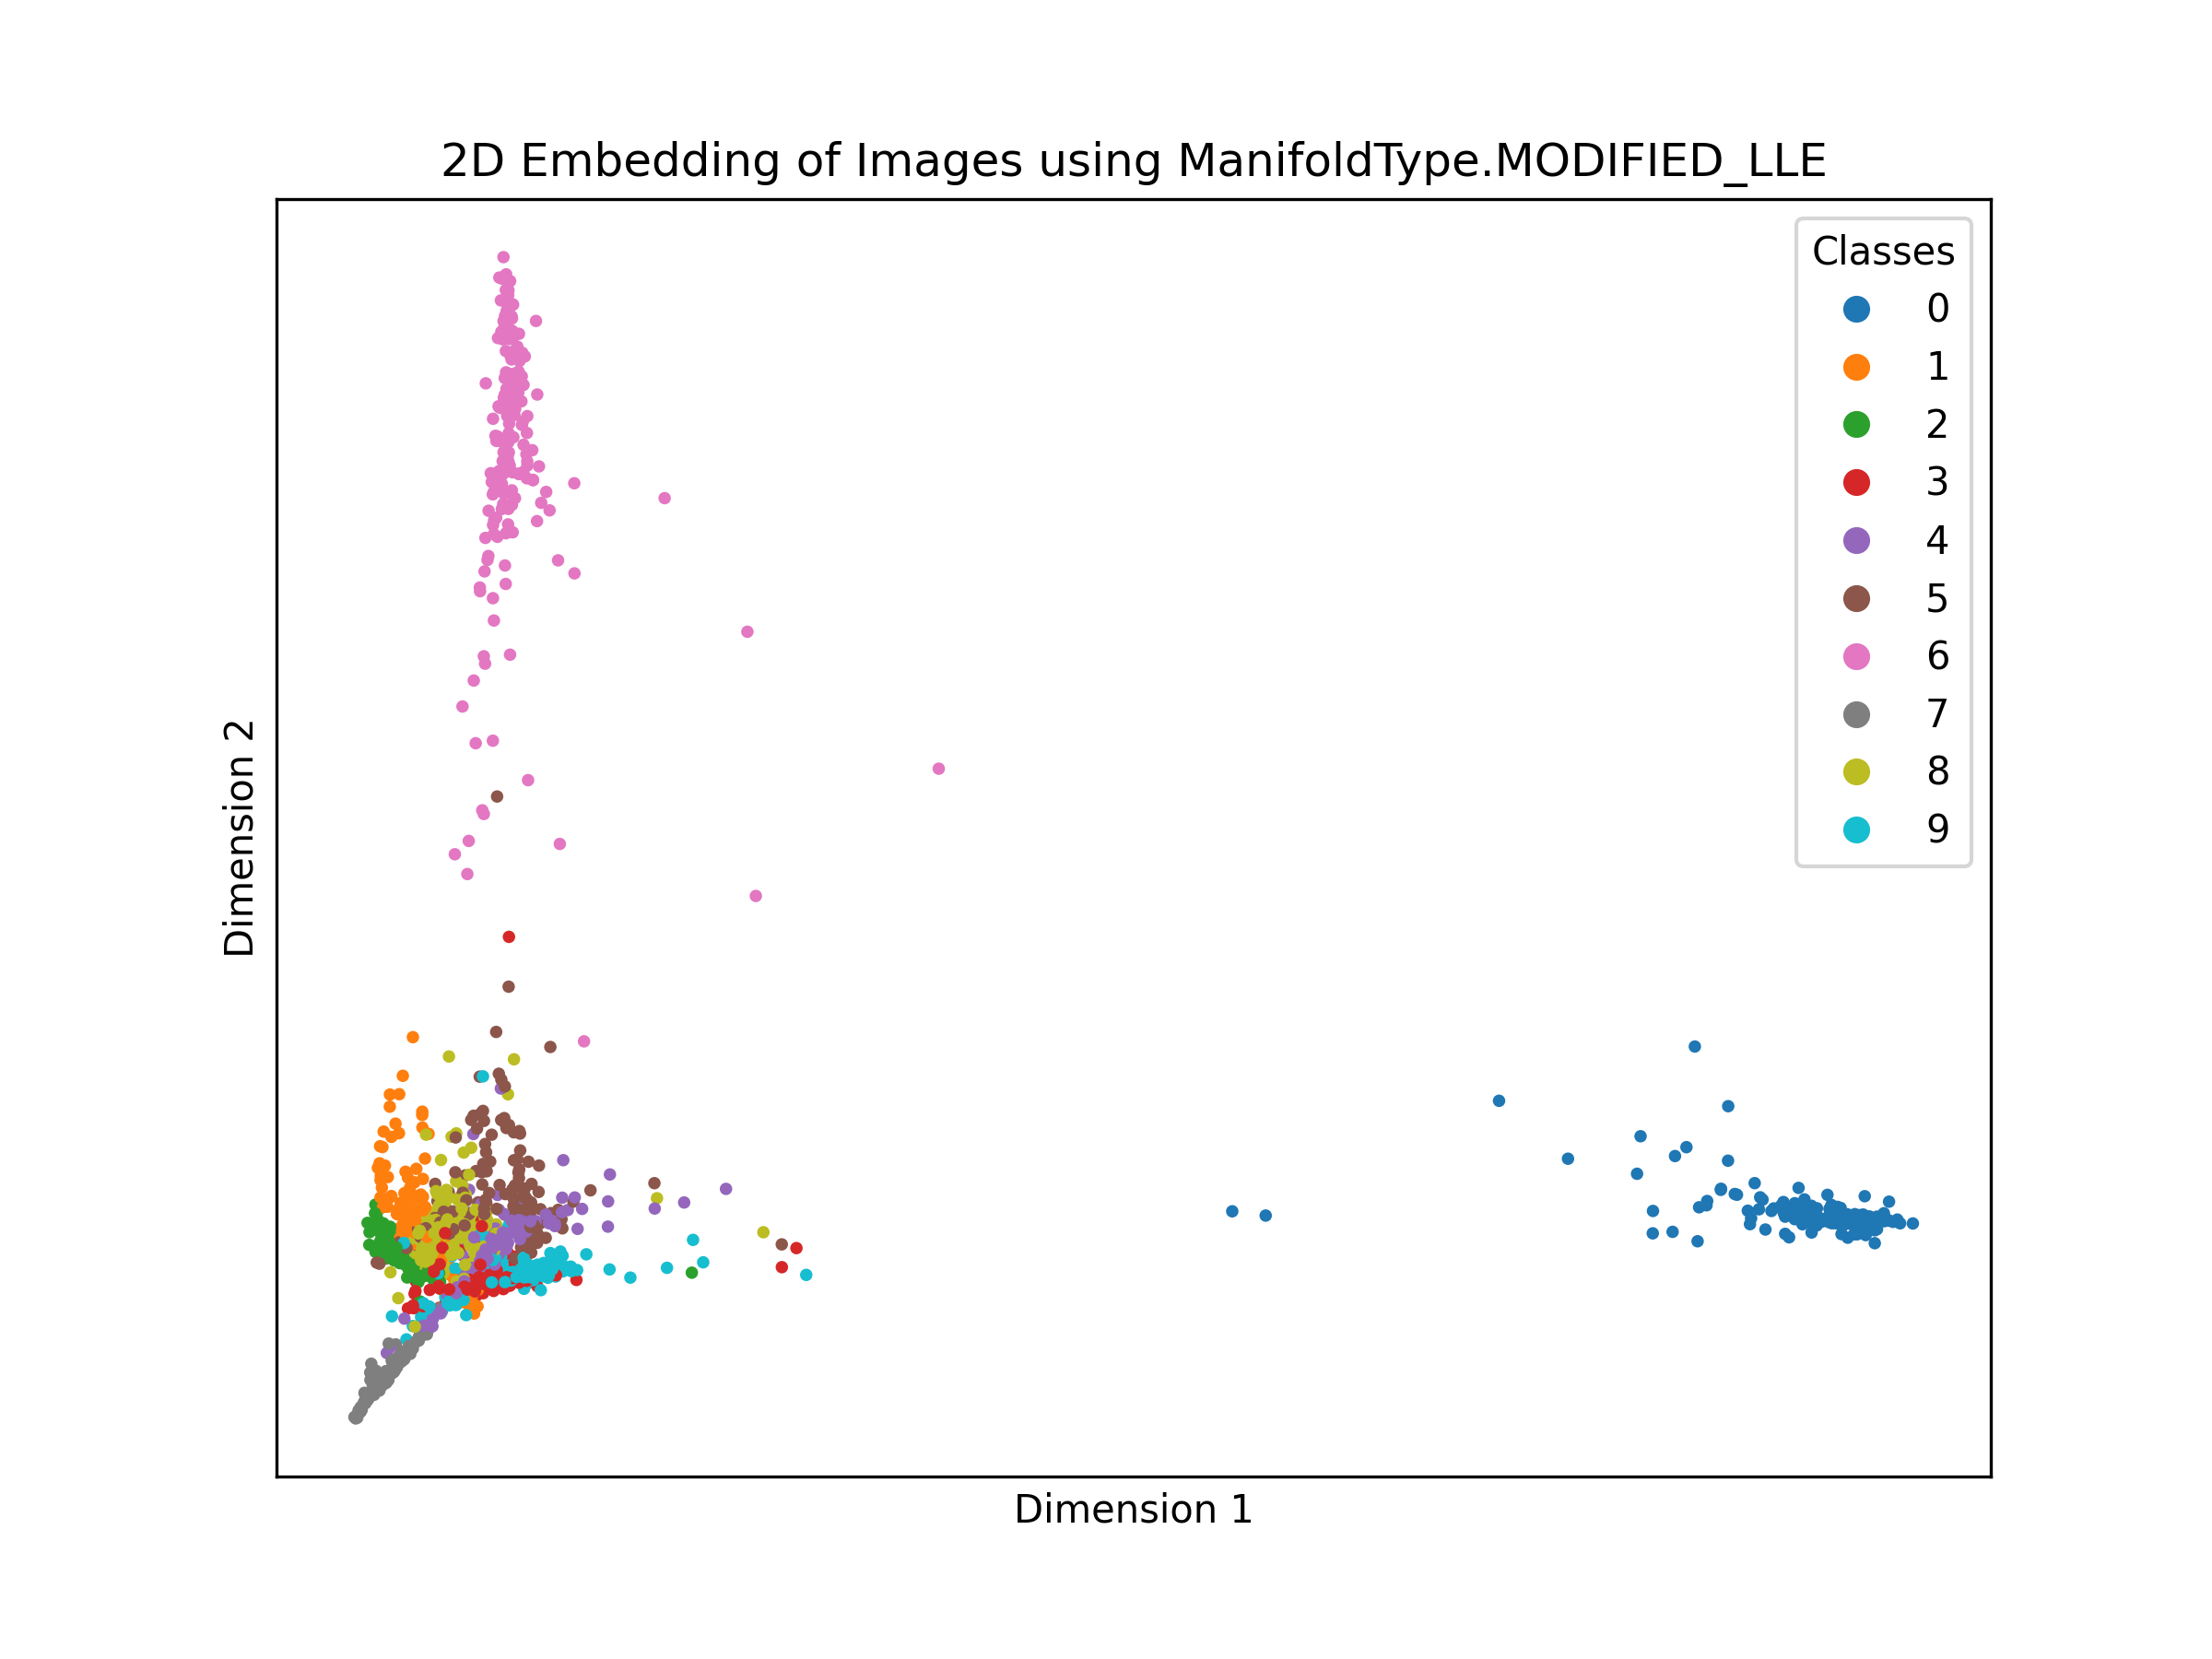 2D Embedding of Images using ManifoldType.MODIFIED_LLE
Classes
0
1
2
3
4
5
6
7
8
9
Dimension 2
Dimension 1